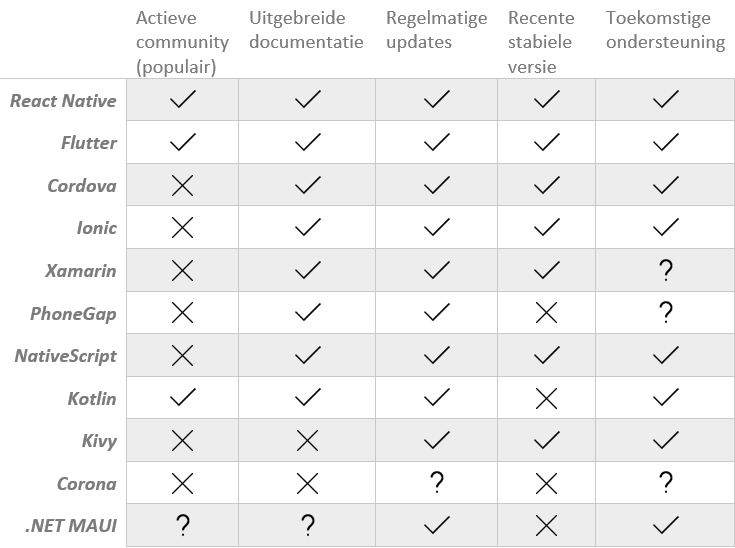 Actieve community (populair) Uitgebreide documentatie Regelmatige updates Recente stabiele versie Toekomstige ondersteuning
React Native ✓ ✓ ✓ ✓ ✓
Flutter ✓ ✓ ✓ ✓ ✓
Cordova ✕ ✓ ✓ ✓ ✓
Ionic ✕ ✓ ✓ ✓ ✓
Xamarin ✕ ✓ ✓ ✓ ?
PhoneGap ✕ ✓ ✓ ✕ ?
NativeScript ✕ ✓ ✓ ✓ ✓
Kotlin ✓ ✓ ✓ ✕ ✓
Kivy ✕ ✕ ✓ ✓ ✓
Corona ✕ ✕ ? ✕ ?
.NET MAUI ? ? ✓ ✕ ✓